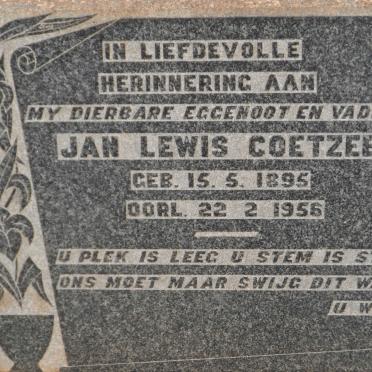 IN LIEFDEVOLLE
HERINNERING AAN
MY DIERBARE EGGENOOT EN VAD
JAN LEWIS COETZEE
GEB. 15. 5. 1895
OORL. 22 2 1956
U PLEK IS LEEG U STEM IS S
ONS MOET MAAR SWIJG DIT W
U W